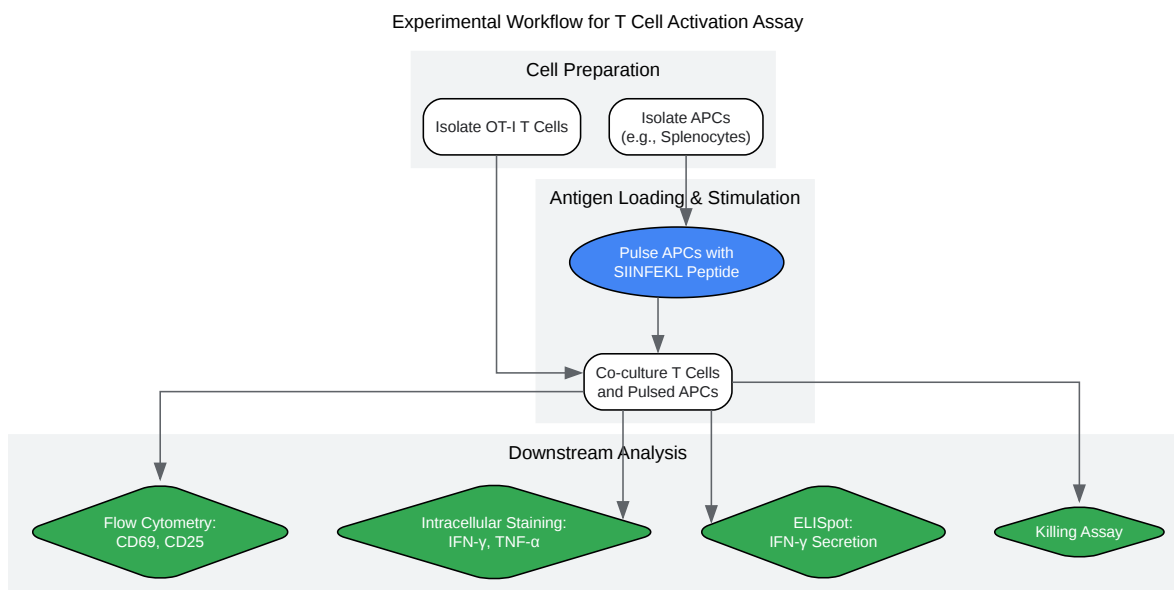 Experimental Workflow for T Cell Activation Assay
Cell Preparation
Isolate OT-I T Cells
Isolate APCs
(e.g., Splenocytes)
Antigen Loading & Stimulation
Pulse APCs with
SIINFEKL Peptide
Co-culture T Cells
and Pulsed APCs
Downstream Analysis
Flow Cytometry:
CD69, CD25
Intracellular Staining:
IFN-γ, TNF-α
ELISpot:
IFN-γ Secretion
Killing Assay